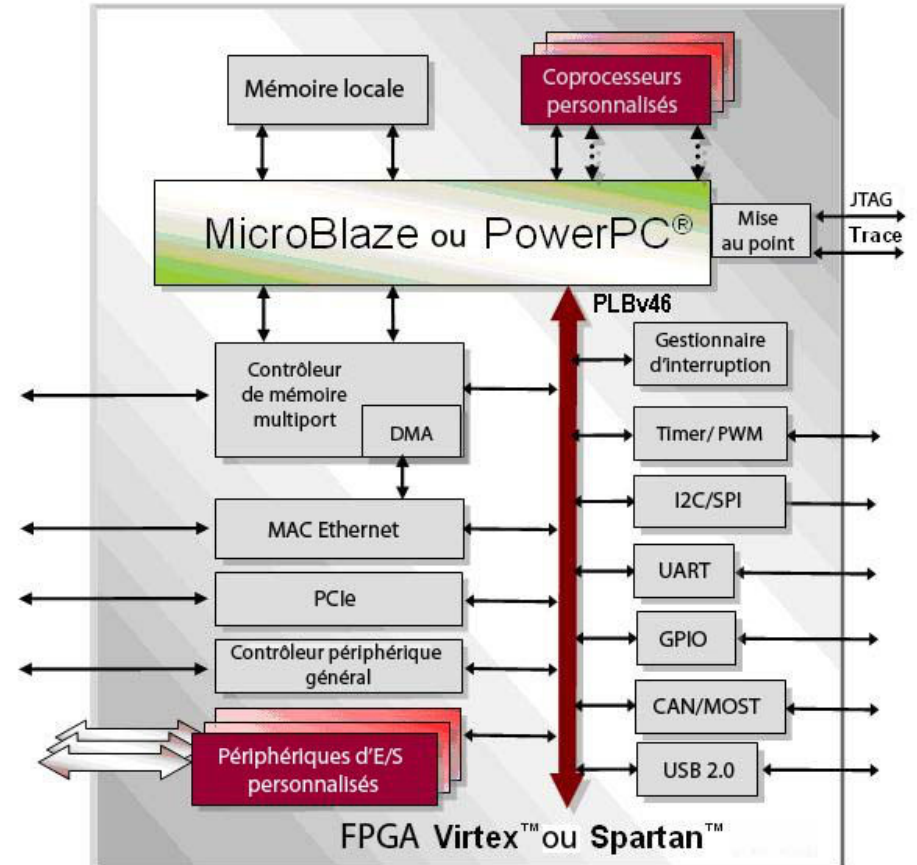 Mémoire locale
Coprocesseurs
personnalisés
MicroBlaze ou PowerPC®
Mise
au point
JTAG
Trace
PLBv46
Contrôleur
de mémoire
multiport
DMA
Gestionnaire
d'interruption
Timer/ PWM
I2C/SPI
MAC Ethernet
UART
PCIe
GPIO
Contrôleur périphérique
général
CAN/MOST
Périphériques d'E/S
personnalisés
USB 2.0
FPGA Virtex™ ou Spartan™